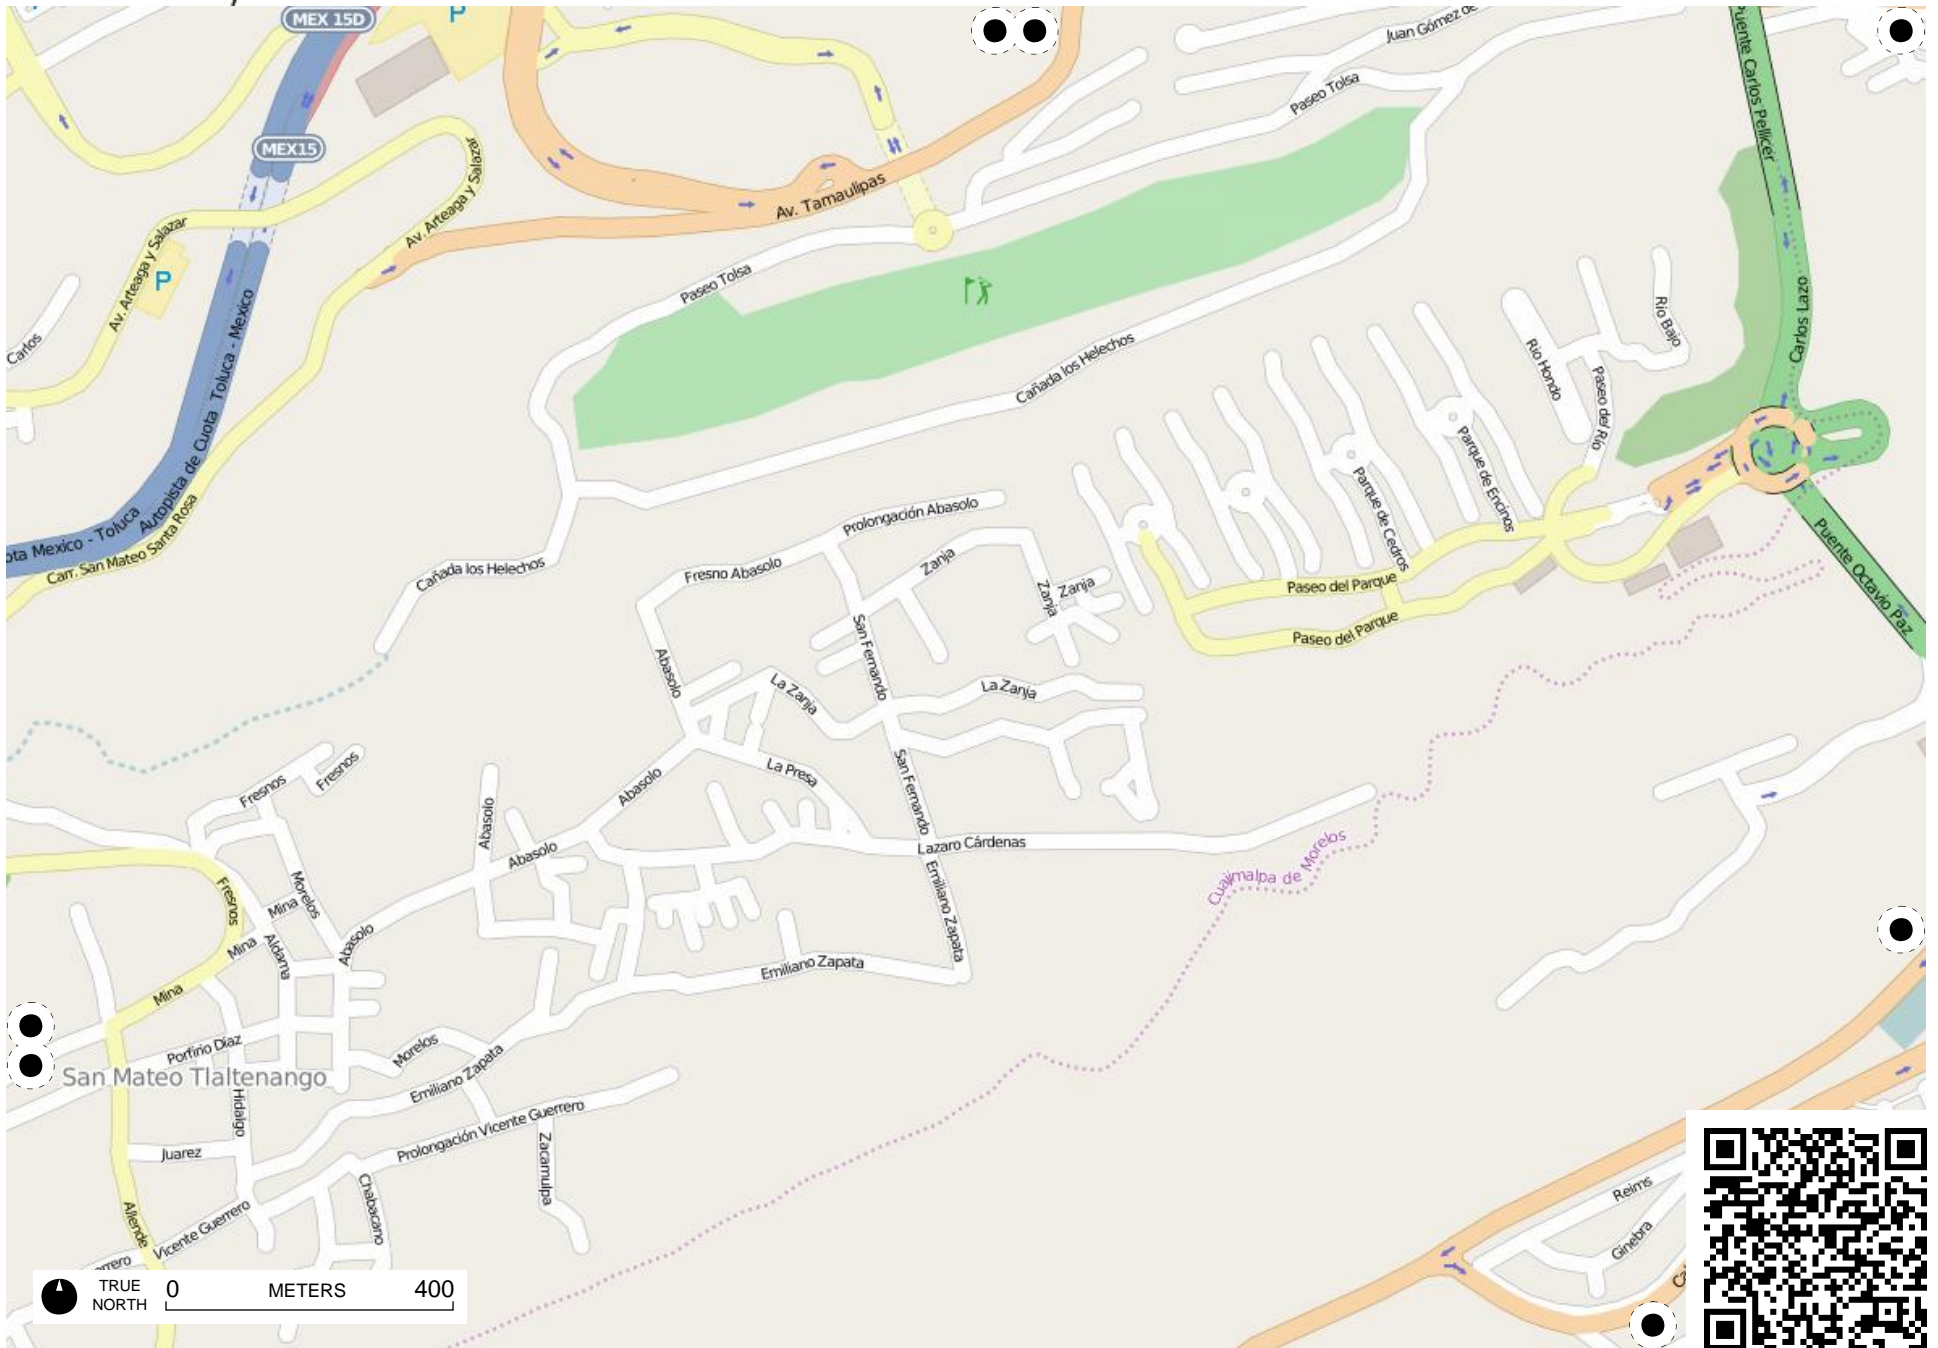 MEX 15D
P
Juan Gómez de
Puente Carlos Pellicer
Paseo Tolsa
MEX15
Av. Arteaga y Salazar
Av. Tamaulipas
Av. Arteaga y Salazar
P
Paseo Tolsa
Carlos
Toluca - Mexico
Autopista de Cuota
Cañada los Helechos
Rio Bajo
Rio Hondo
Paseo del Rio
Carlos Lazo
Parque de Encinos
Parque de Cedros
ota Mexico - Toluca
Carr. San Mateo Santa Rosa
Cañada los Helechos
Prolongación Abasolo
Fresno Abasolo
Zanja
Zanja
Zanja
Paseo del Parque
Paseo del Parque
Puente Octavio Paz
San Fernando
Abasolo
La Zanja
La Zanja
La Presa
San Fernando
Abasolo
Fresnos
Fresnos
Abasolo
Abasolo
Lazaro Cárdenas
Cuajimalpa de Morelos
Emiliano Zapata
Fresnos
Morelos
Mina
Mina
Aldama
Abasolo
Mina
Emiliano Zapata
Porfirio Díaz
Morelos
San Mateo Tlaltenango
Emiliano Zapata
Hidalgo
Prolongación Vicente Guerrero
Zacamulpa
Juarez
Chabacano
Allende
Vicente Guerrero
errero
Reims
Ginebra
TRUE NORTH
0 METERS 400